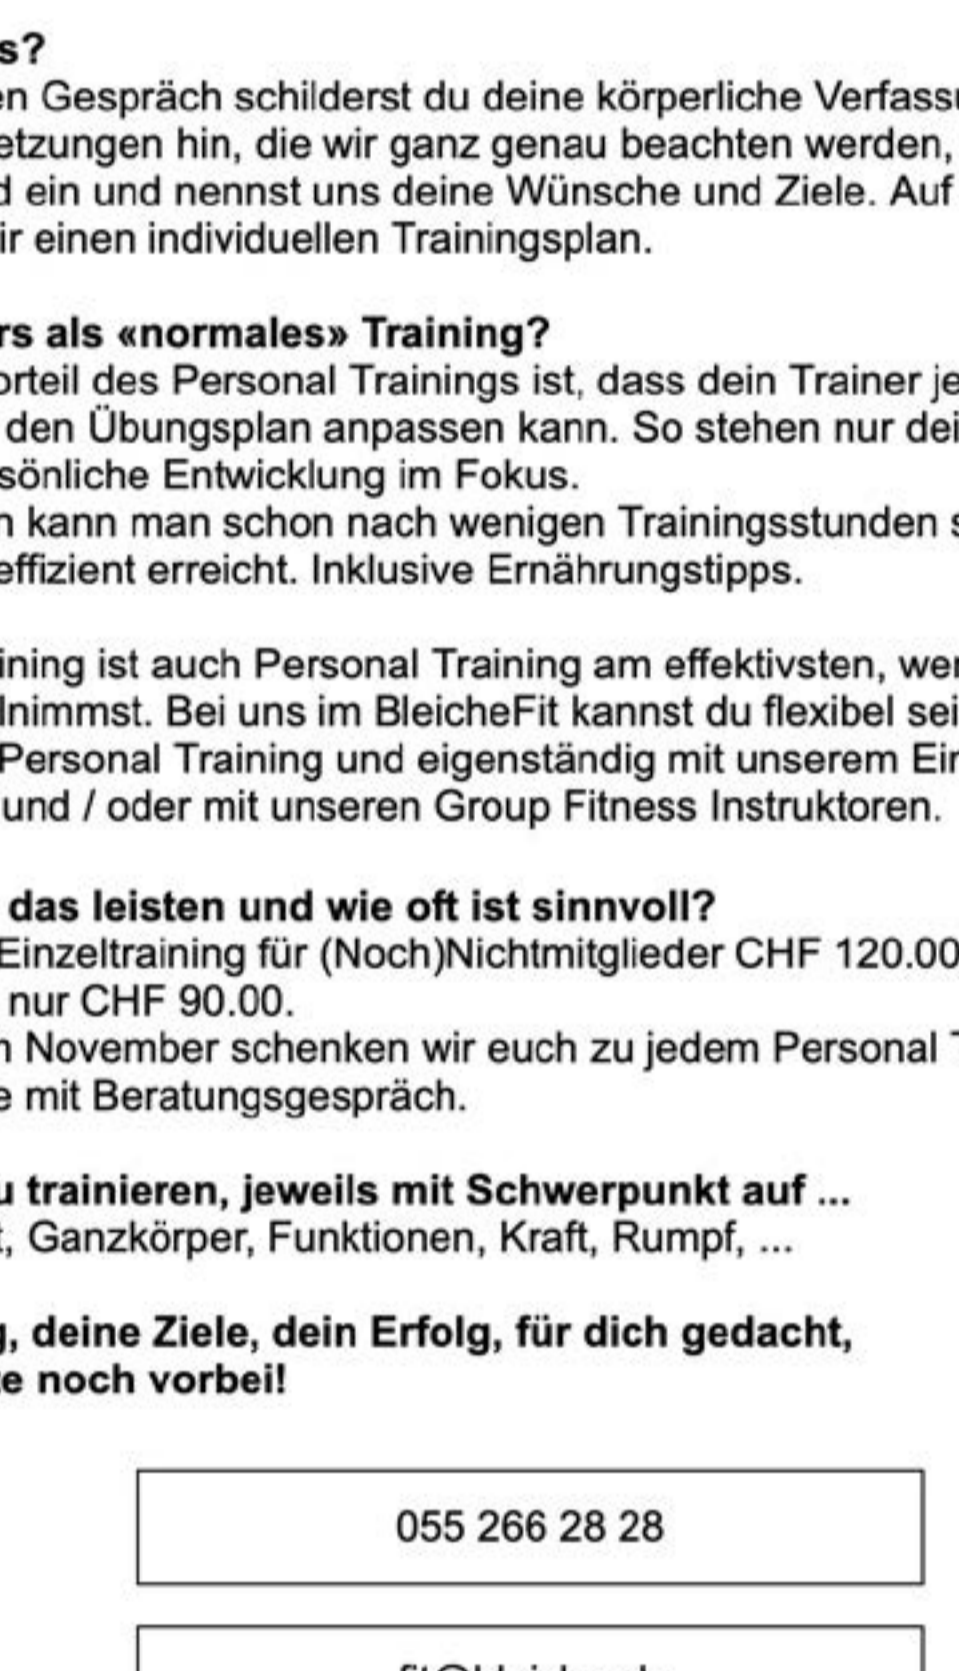 s?
en Gespräch schilderst du deine körperliche Verfassu
etzungen hin, die wir ganz genau beachten werden,
d ein und nennst uns deine Wünsche und Ziele. Auf
ir einen individuellen Trainingsplan.
rs als «normales» Training?
orteil des Personal Trainings ist, dass dein Trainer je
den Übungsplan anpassen kann. So stehen nur dei
sönliche Entwicklung im Fokus.
n kann man schon nach wenigen Trainingsstunden s
effizient erreicht. Inklusive Ernährungstipps.
ining ist auch Personal Training am effektivsten, wen
lnimmst. Bei uns im BleicheFit kannst du flexibel sei
Personal Training und eigenständig mit unserem Ein
und / oder mit unseren Group Fitness Instruktoren.
das leisten und wie oft ist sinnvoll?
Einzeltraining für (Noch)Nichtmitglieder CHF 120.00
nur CHF 90.00.
n November schenken wir euch zu jedem Personal T
e mit Beratungsgespräch.
u trainieren, jeweils mit Schwerpunkt auf ...
t, Ganzkörper, Funktionen, Kraft, Rumpf, ...
g, deine Ziele, dein Erfolg, für dich gedacht,
te noch vorbei!
055 266 28 28